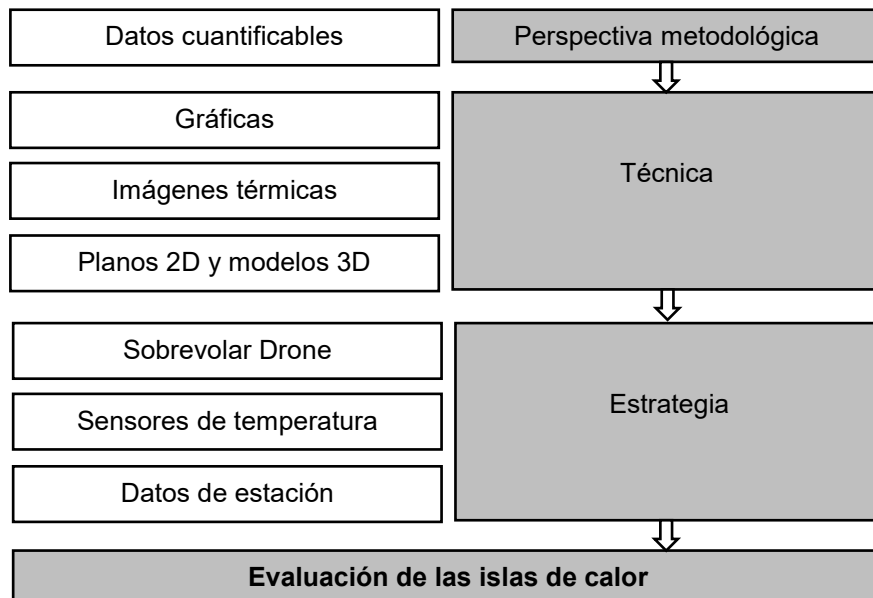 Datos cuantificables
Perspectiva metodológica
Gráficas
Imágenes térmicas
Planos 2D y modelos 3D
Técnica
Sobrevolar Drone
Sensores de temperatura
Datos de estación
Estrategia
Evaluación de las islas de calor